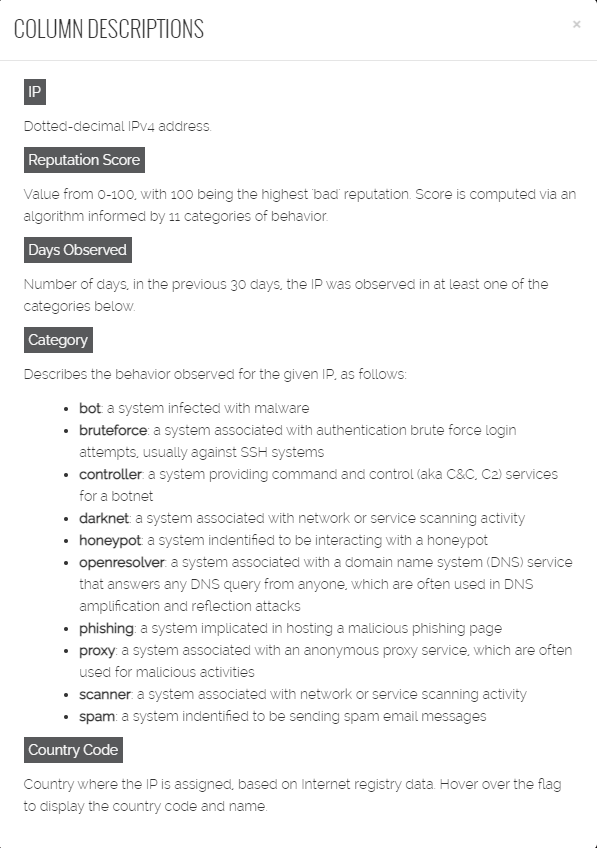 COLUMN DESCRIPTIONS ×
IP
Dotted-decimal IPv4 address.
Reputation Score
Value from 0-100, with 100 being the highest 'bad' reputation. Score is computed via an
algorithm informed by 11 categories of behavior.
Days Observed
Number of days, in the previous 30 days, the IP was observed in at least one of the
categories below.
Category
Describes the behavior observed for the given IP, as follows:
• bot: a system infected with malware
• bruteforce: a system associated with authentication brute force login
attempts, usually against SSH systems
• controller: a system providing command and control (aka C&C, C2) services
for a botnet
• darknet: a system associated with network or service scanning activity
• honeypot: a system indentified to be interacting with a honeypot
• openresolver: a system associated with a domain name system (DNS) service
that answers any DNS query from anyone, which are often used in DNS
amplification and reflection attacks
• phishing: a system implicated in hosting a malicious phishing page
• proxy: a system associated with an anonymous proxy service, which are often
used for malicious activities
• scanner: a system associated with network or service scanning activity
• spam: a system indentified to be sending spam email messages
Country Code
Country where the IP is assigned, based on Internet registry data. Hover over the flag
to display the country code and name.